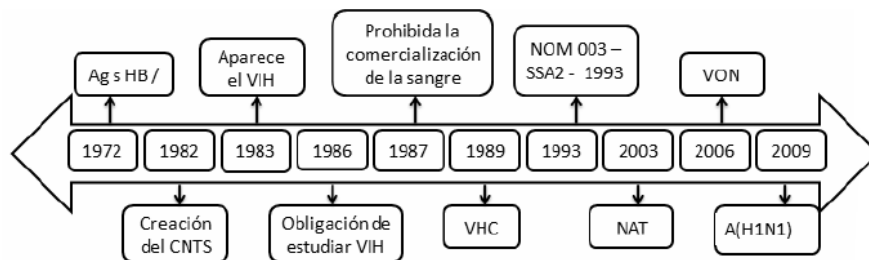 Ag s HB /
Aparece
el VIH
Prohibida la
comercialización
de la sangre
NOM 003 –
SSA2 - 1993
VON
1972
1982
1983
1986
1987
1989
1993
2003
2006
2009
Creación
del CNTS
Obligación de
estudiar VIH
VHC
NAT
A(H1N1)